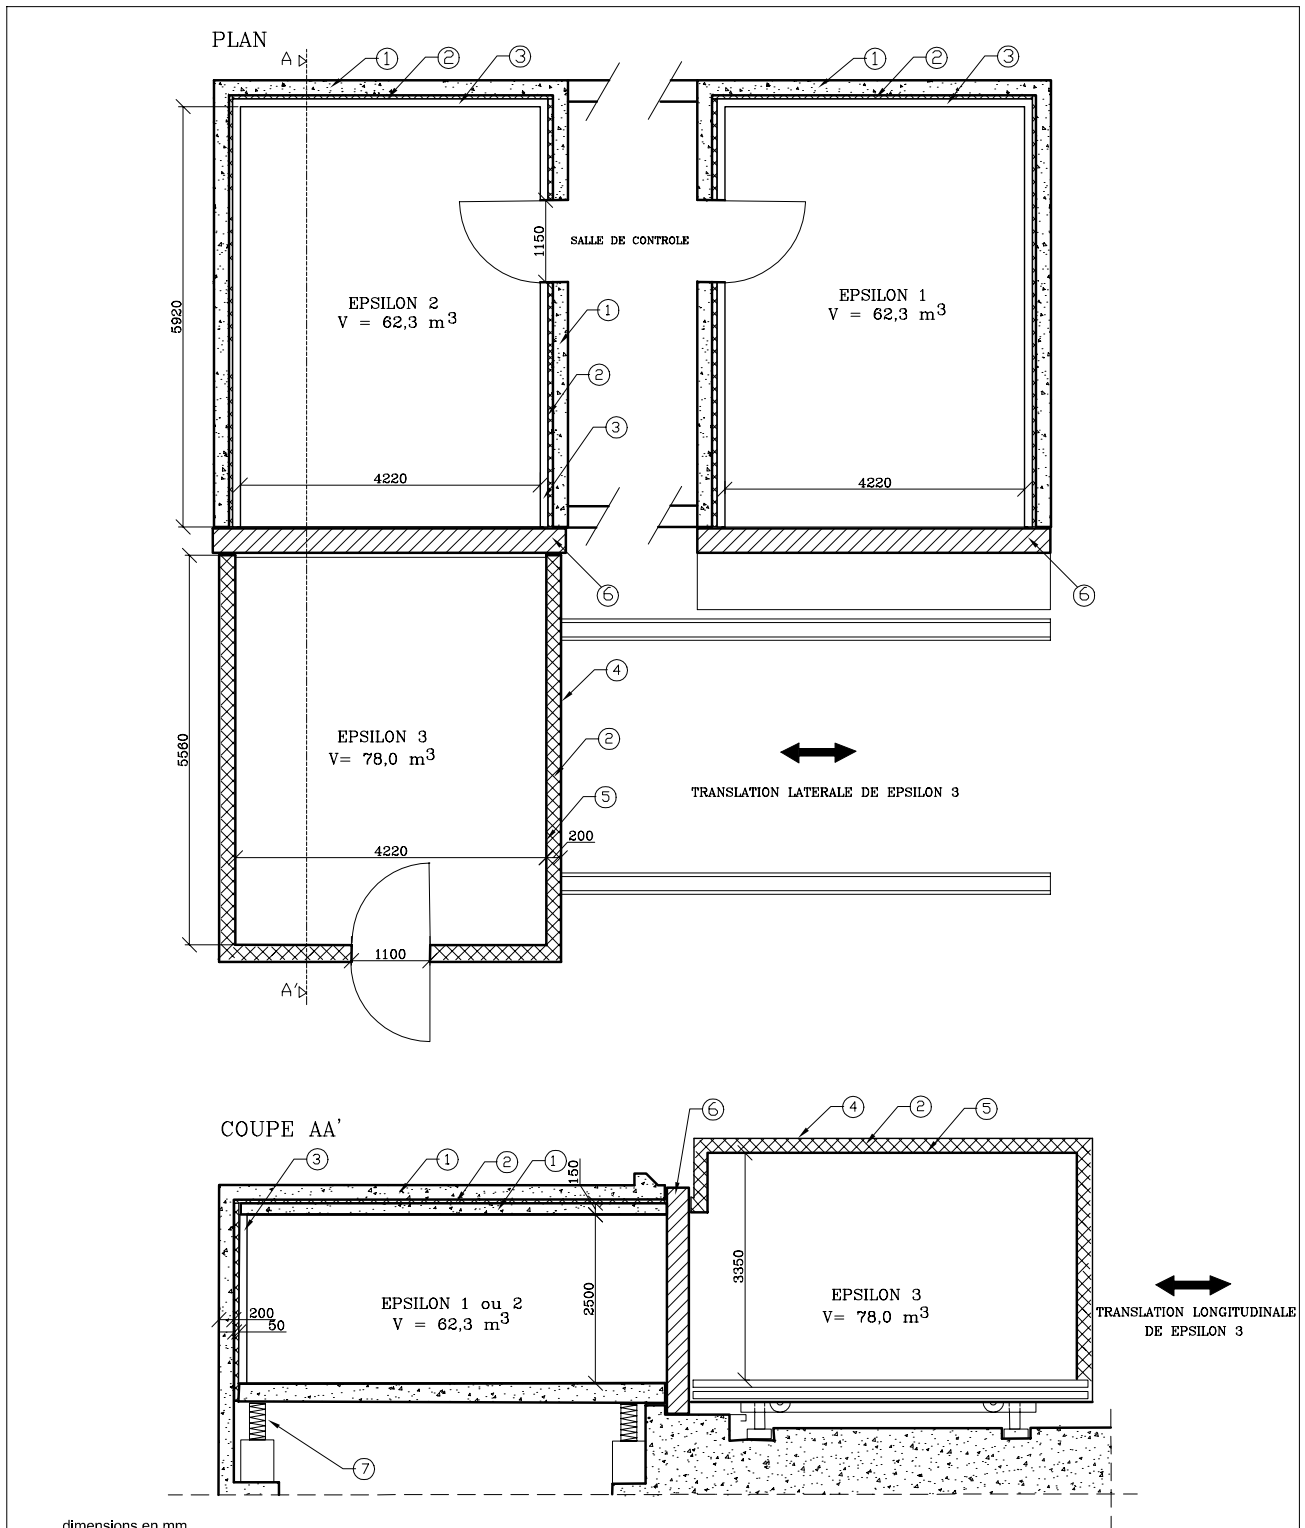 PLAN
A
1
2
3
1
2
3
5920
1150
SALLE DE CONTROLE
EPSILON 2
V = 62,3 m3
EPSILON 1
V = 62,3 m3
1
2
3
4220
4220
6
6
4
5560
EPSILON 3
V= 78,0 m3
2
TRANSLATION LATERALE DE EPSILON 3
5
200
4220
1100
A'
COUPE AA'
3
1
2
1
150
6
4
2
5
3350
2500
EPSILON 1 ou 2
V = 62,3 m3
EPSILON 3
V= 78,0 m3
200
50
TRANSLATION LONGITUDINALE
DE EPSILON 3
7
dimensions en mm